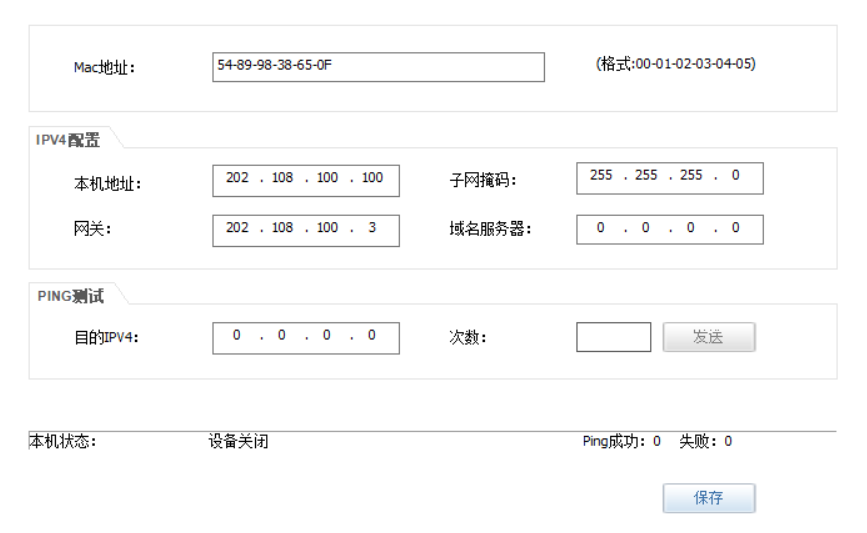 Mac地址: 54-89-98-38-65-0F (格式:00-01-02-03-04-05)
IPV4配置
本机地址: 202 . 108 . 100 . 100 子网掩码: 255 . 255 . 255 . 0
网关: 202 . 108 . 100 . 3 域名服务器: 0 . 0 . 0 . 0
PING测试
目的IPV4: 0 . 0 . 0 . 0 次数: 发送
本机状态: 设备关闭 Ping成功: 0 失败: 0
保存